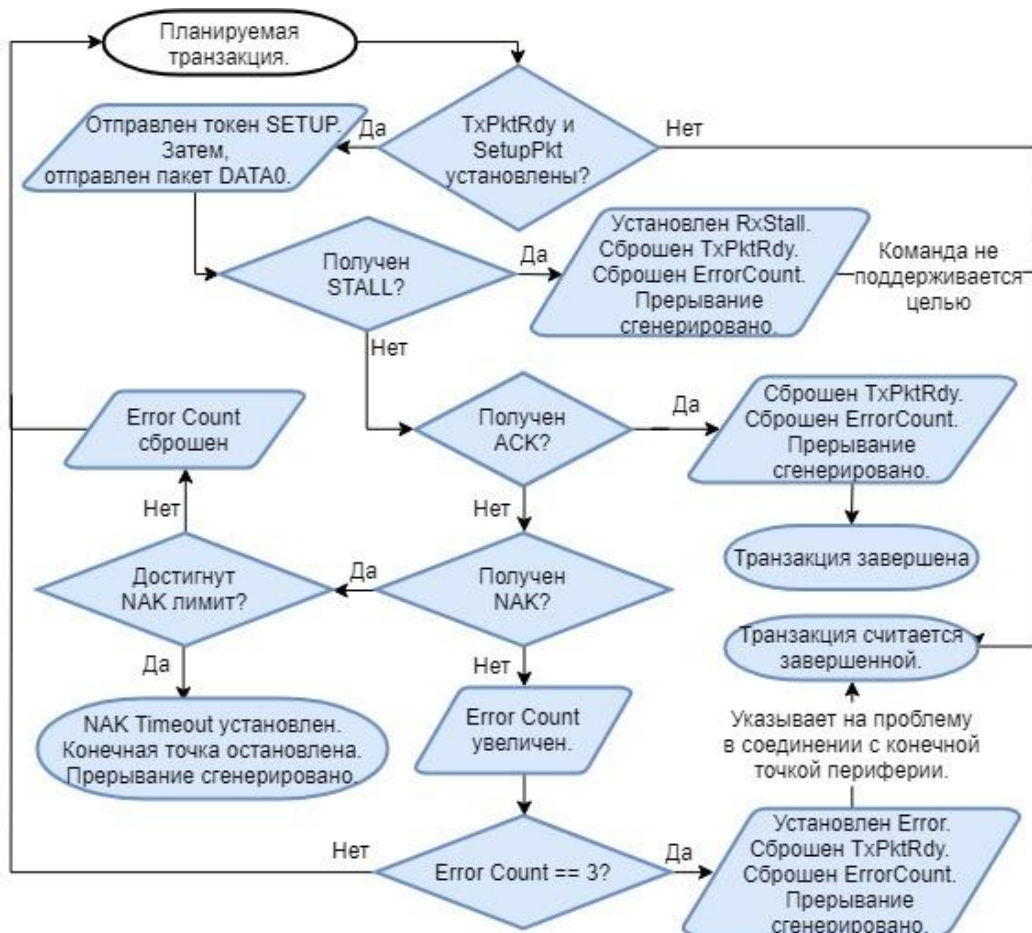 Планируемая
транзакция.
TxPktRdy и
SetupPkt
установлены?
Да
Нет
Отправлен токен SETUP.
Затем,
отправлен пакет DATA0.
Получен
STALL?
Да
Установлен RxStall.
Сброшен TxPktRdy.
Сброшен ErrorCount.
Прерывание
сгенерировано.
Команда не
поддерживается
целью
Нет
Получен
ACK?
Да
Сброшен TxPktRdy.
Сброшен ErrorCount.
Прерывание
сгенерировано.
Транзакция завершена
Error Count
сброшен
Нет
Нет
Достигнут
NAK лимит?
Да
Получен
NAK?
Да
NAK Timeout установлен.
Конечная точка остановлена.
Прерывание сгенерировано.
Нет
Error Count
увеличен.
Транзакция считается
завершенной.
Указывает на проблему
в соединении с конечной
точкой периферии.
Нет
Error Count == 3?
Да
Установлен Error.
Сброшен TxPktRdy.
Сброшен ErrorCount.
Прерывание
сгенерировано.